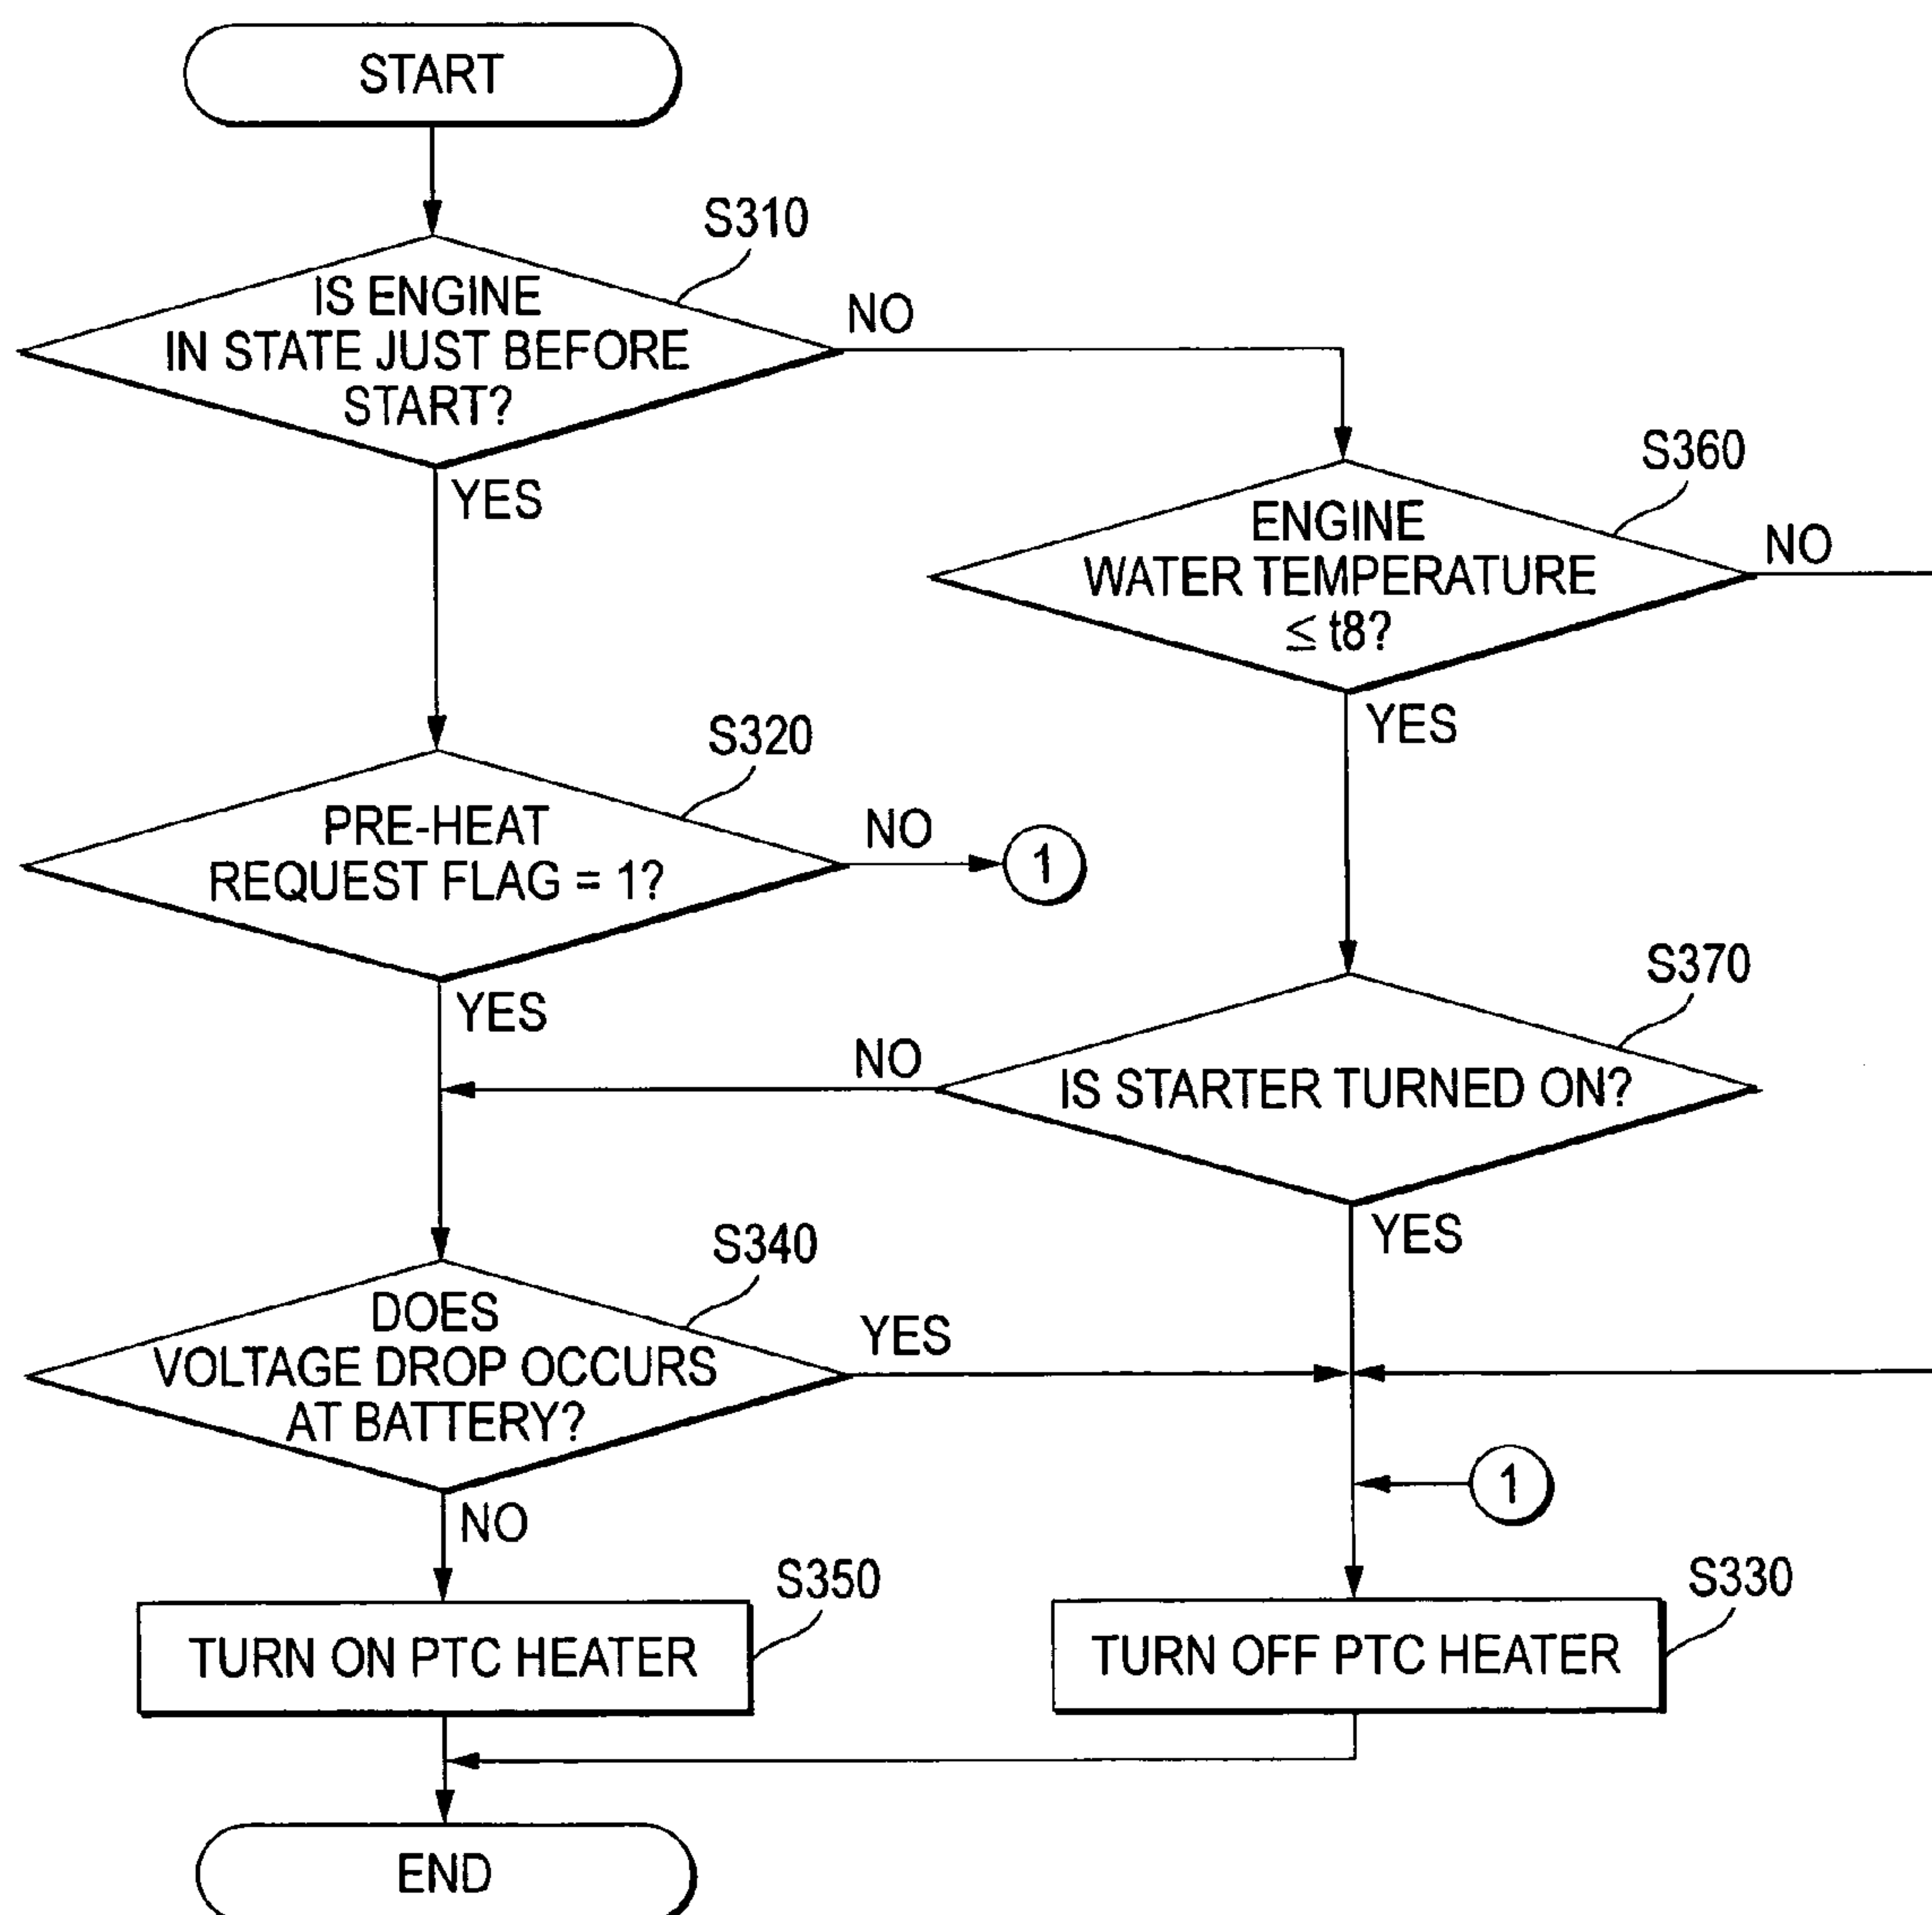 START
S310
IS ENGINE
IN STATE JUST BEFORE
START?
NO
YES
S360
ENGINE
WATER TEMPERATURE
≤ t8?
NO
YES
S320
PRE-HEAT
REQUEST FLAG = 1?
NO
1
YES
S370
IS STARTER TURNED ON?
NO
YES
S340
DOES
VOLTAGE DROP OCCURS
AT BATTERY?
YES
NO
1
S350
TURN ON PTC HEATER
S330
TURN OFF PTC HEATER
END